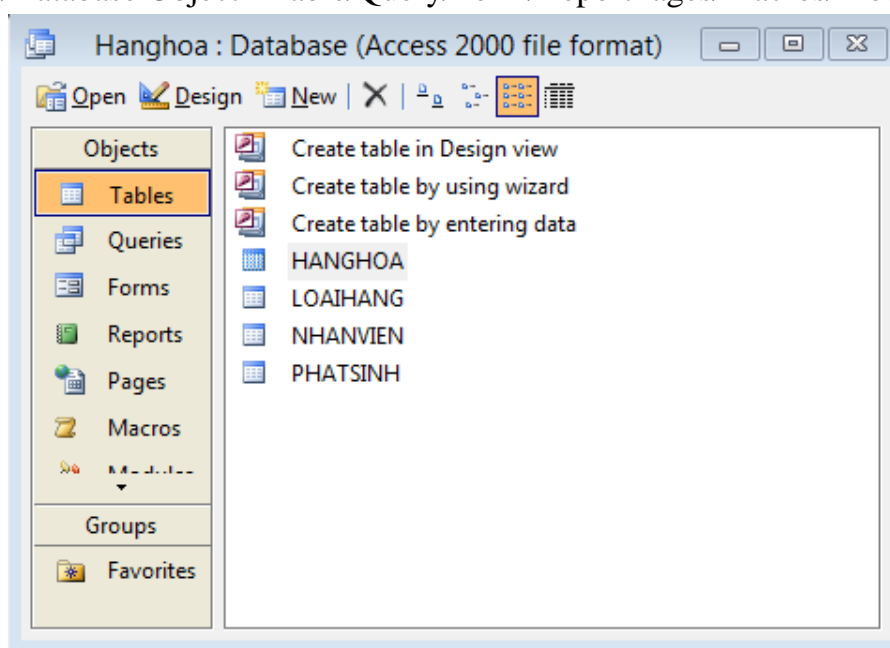 Hanghoa : Database (Access 2000 file format)
Open Design New
Objects
Tables
Queries
Forms
Reports
Pages
Macros
Modules
Groups
Favorites
Create table in Design view
Create table by using wizard
Create table by entering data
HANGHOA
LOAIHANG
NHANVIEN
PHATSINH